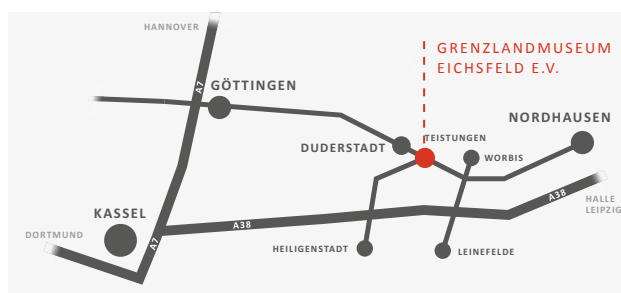 HANNOVER
GRENZLANDMUSEUM
EICHSFELD E.V.
A7
GÖTTINGEN
NORDHAUSEN
TEISTUNGEN
DUDERSTADT
WORBIS
A38
HALLE
LEIPZIG
KASSEL
A38
DORTMUND
A7
HEILIGENSTADT
LEINEFELDE